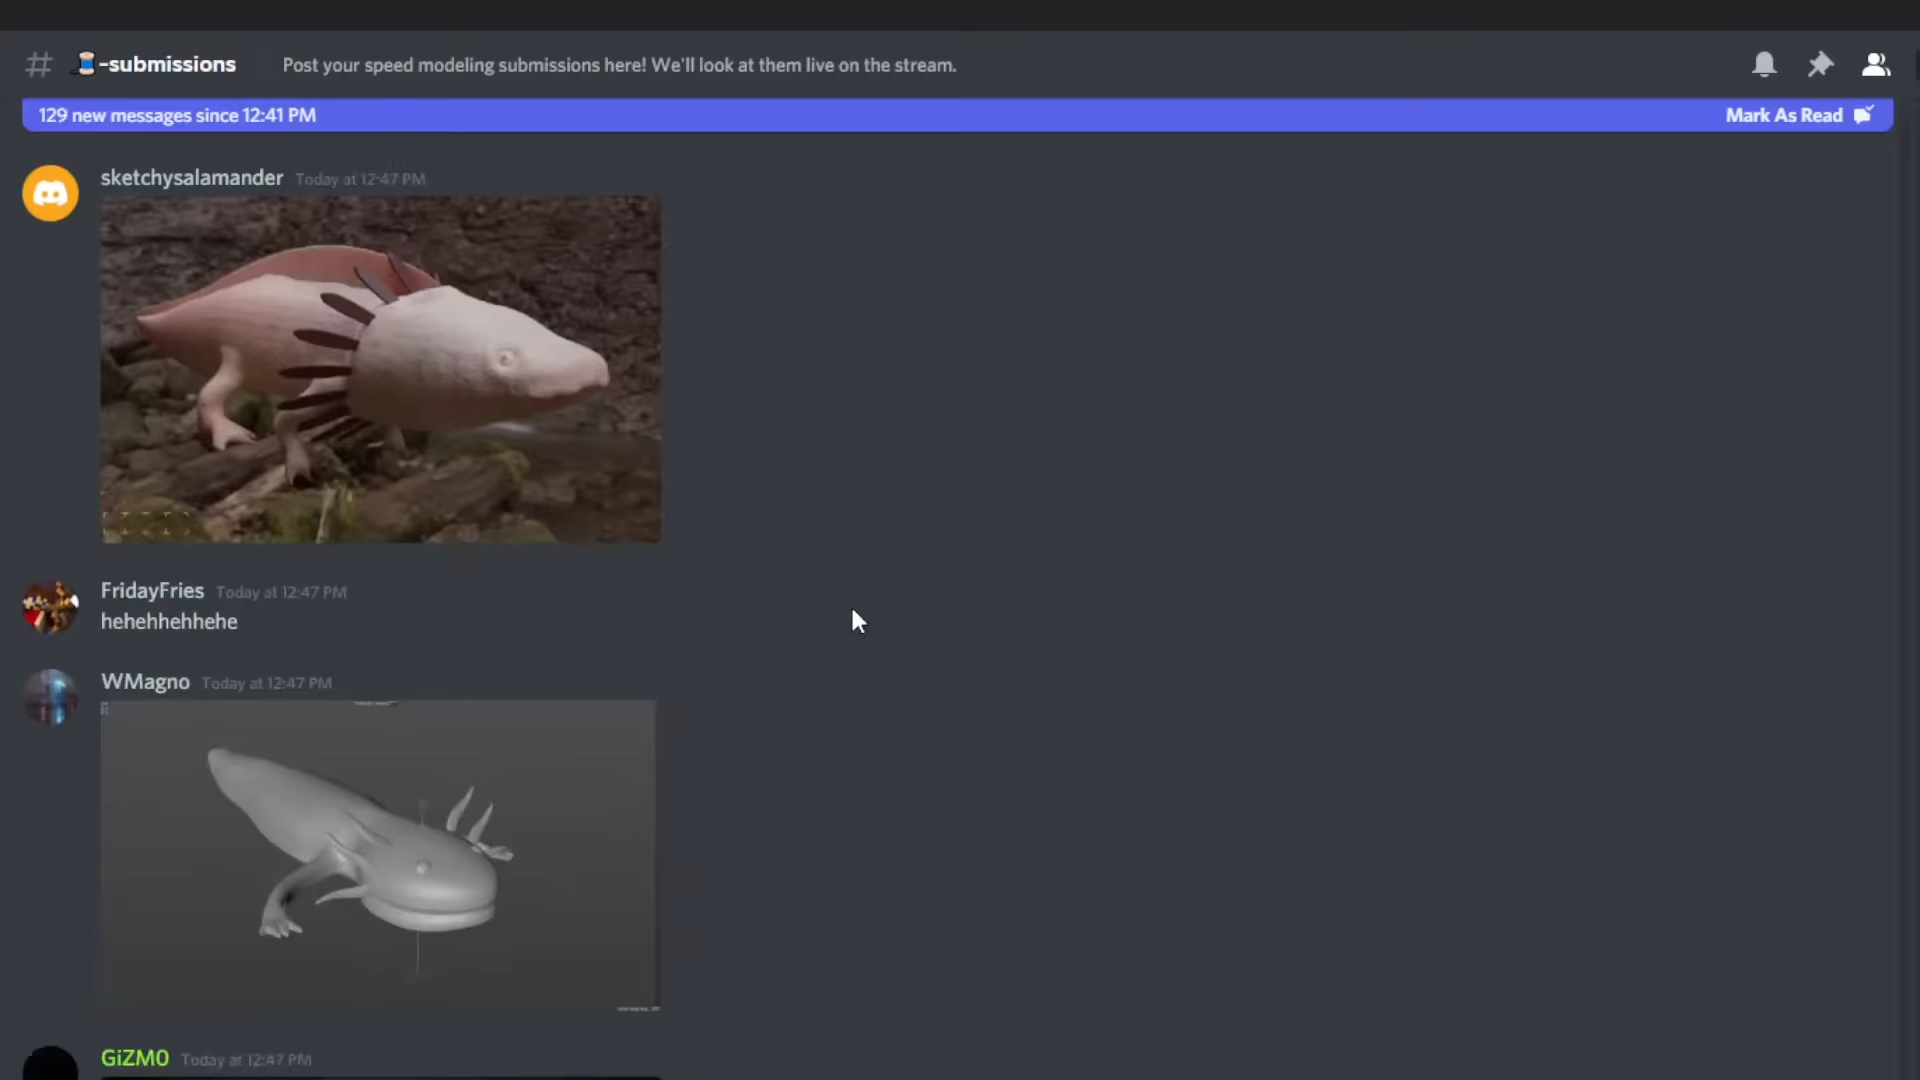 -submissions
Post your speed modeling submissions here! We'll look at them live on the stream.
129 new messages since 12:41 PM
Mark As Read
sketchysalamander Today at 12:47 PM
FridayFries Today at 12:47 PM
hehehhehhehe
WMagno Today at 12:47 PM
GiZM0 Today at 12:47 PM